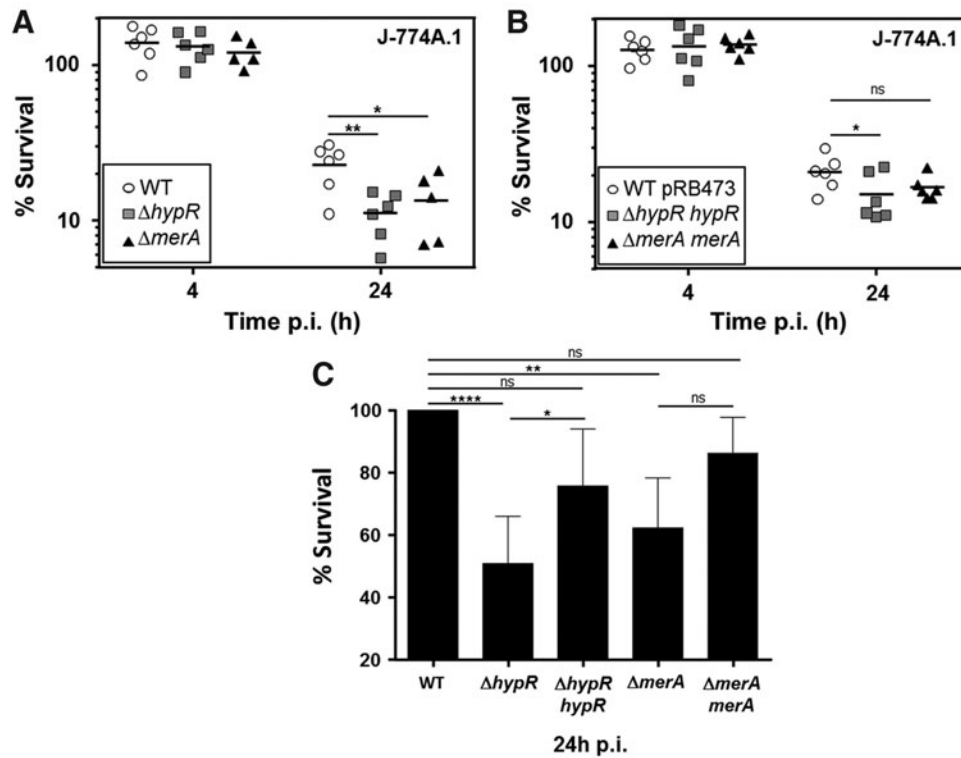 A
J-774A.1
% Survival
100
10
*
**
WT
ΔhypR
ΔmerA
4
24
Time p.i. (h)
B
J-774A.1
% Survival
100
10
ns
*
WT pRB473
ΔhypR hypR
ΔmerA merA
4
24
Time p.i. (h)
C
% Survival
100
80
60
40
20
ns
**
ns
****
*
ns
WT
ΔhypR
ΔhypR
hypR
ΔmerA
ΔmerA
merA
24h p.i.